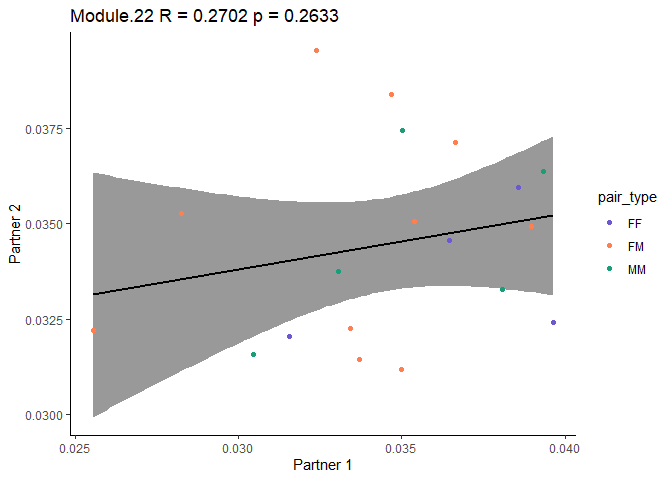 Module.22 R = 0.2702 p = 0.2633
0.0375
0.0350
0.0325
0.0300
Partner 2
0.025
0.030
0.035
0.040
Partner 1
pair_type
FF
FM
MM